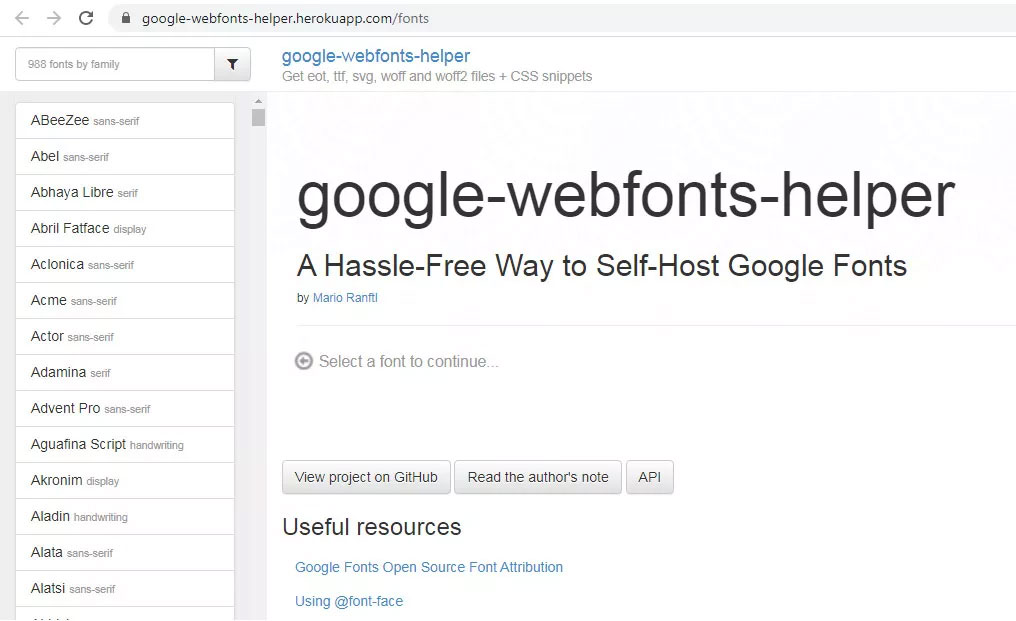 google-webfonts-helper.herokuapp.com/fonts
988 fonts by family
google-webfonts-helper
Get eot, ttf, svg, woff and woff2 files + CSS snippets
ABeeZee sans-serif
Abel sans-serif
Abhaya Libre serif
Abril Fatface display
Aclonica sans-serif
Acme sans-serif
Actor sans-serif
Adamina serif
Advent Pro sans-serif
Aguafina Script handwriting
Akronim display
Aladin handwriting
Alata sans-serif
Alatsi sans-serif
google-webfonts-helper
A Hassle-Free Way to Self-Host Google Fonts
by Mario Ranftl
Select a font to continue...
View project on GitHub
Read the author's note
API
Useful resources
Google Fonts Open Source Font Attribution
Using @font-face